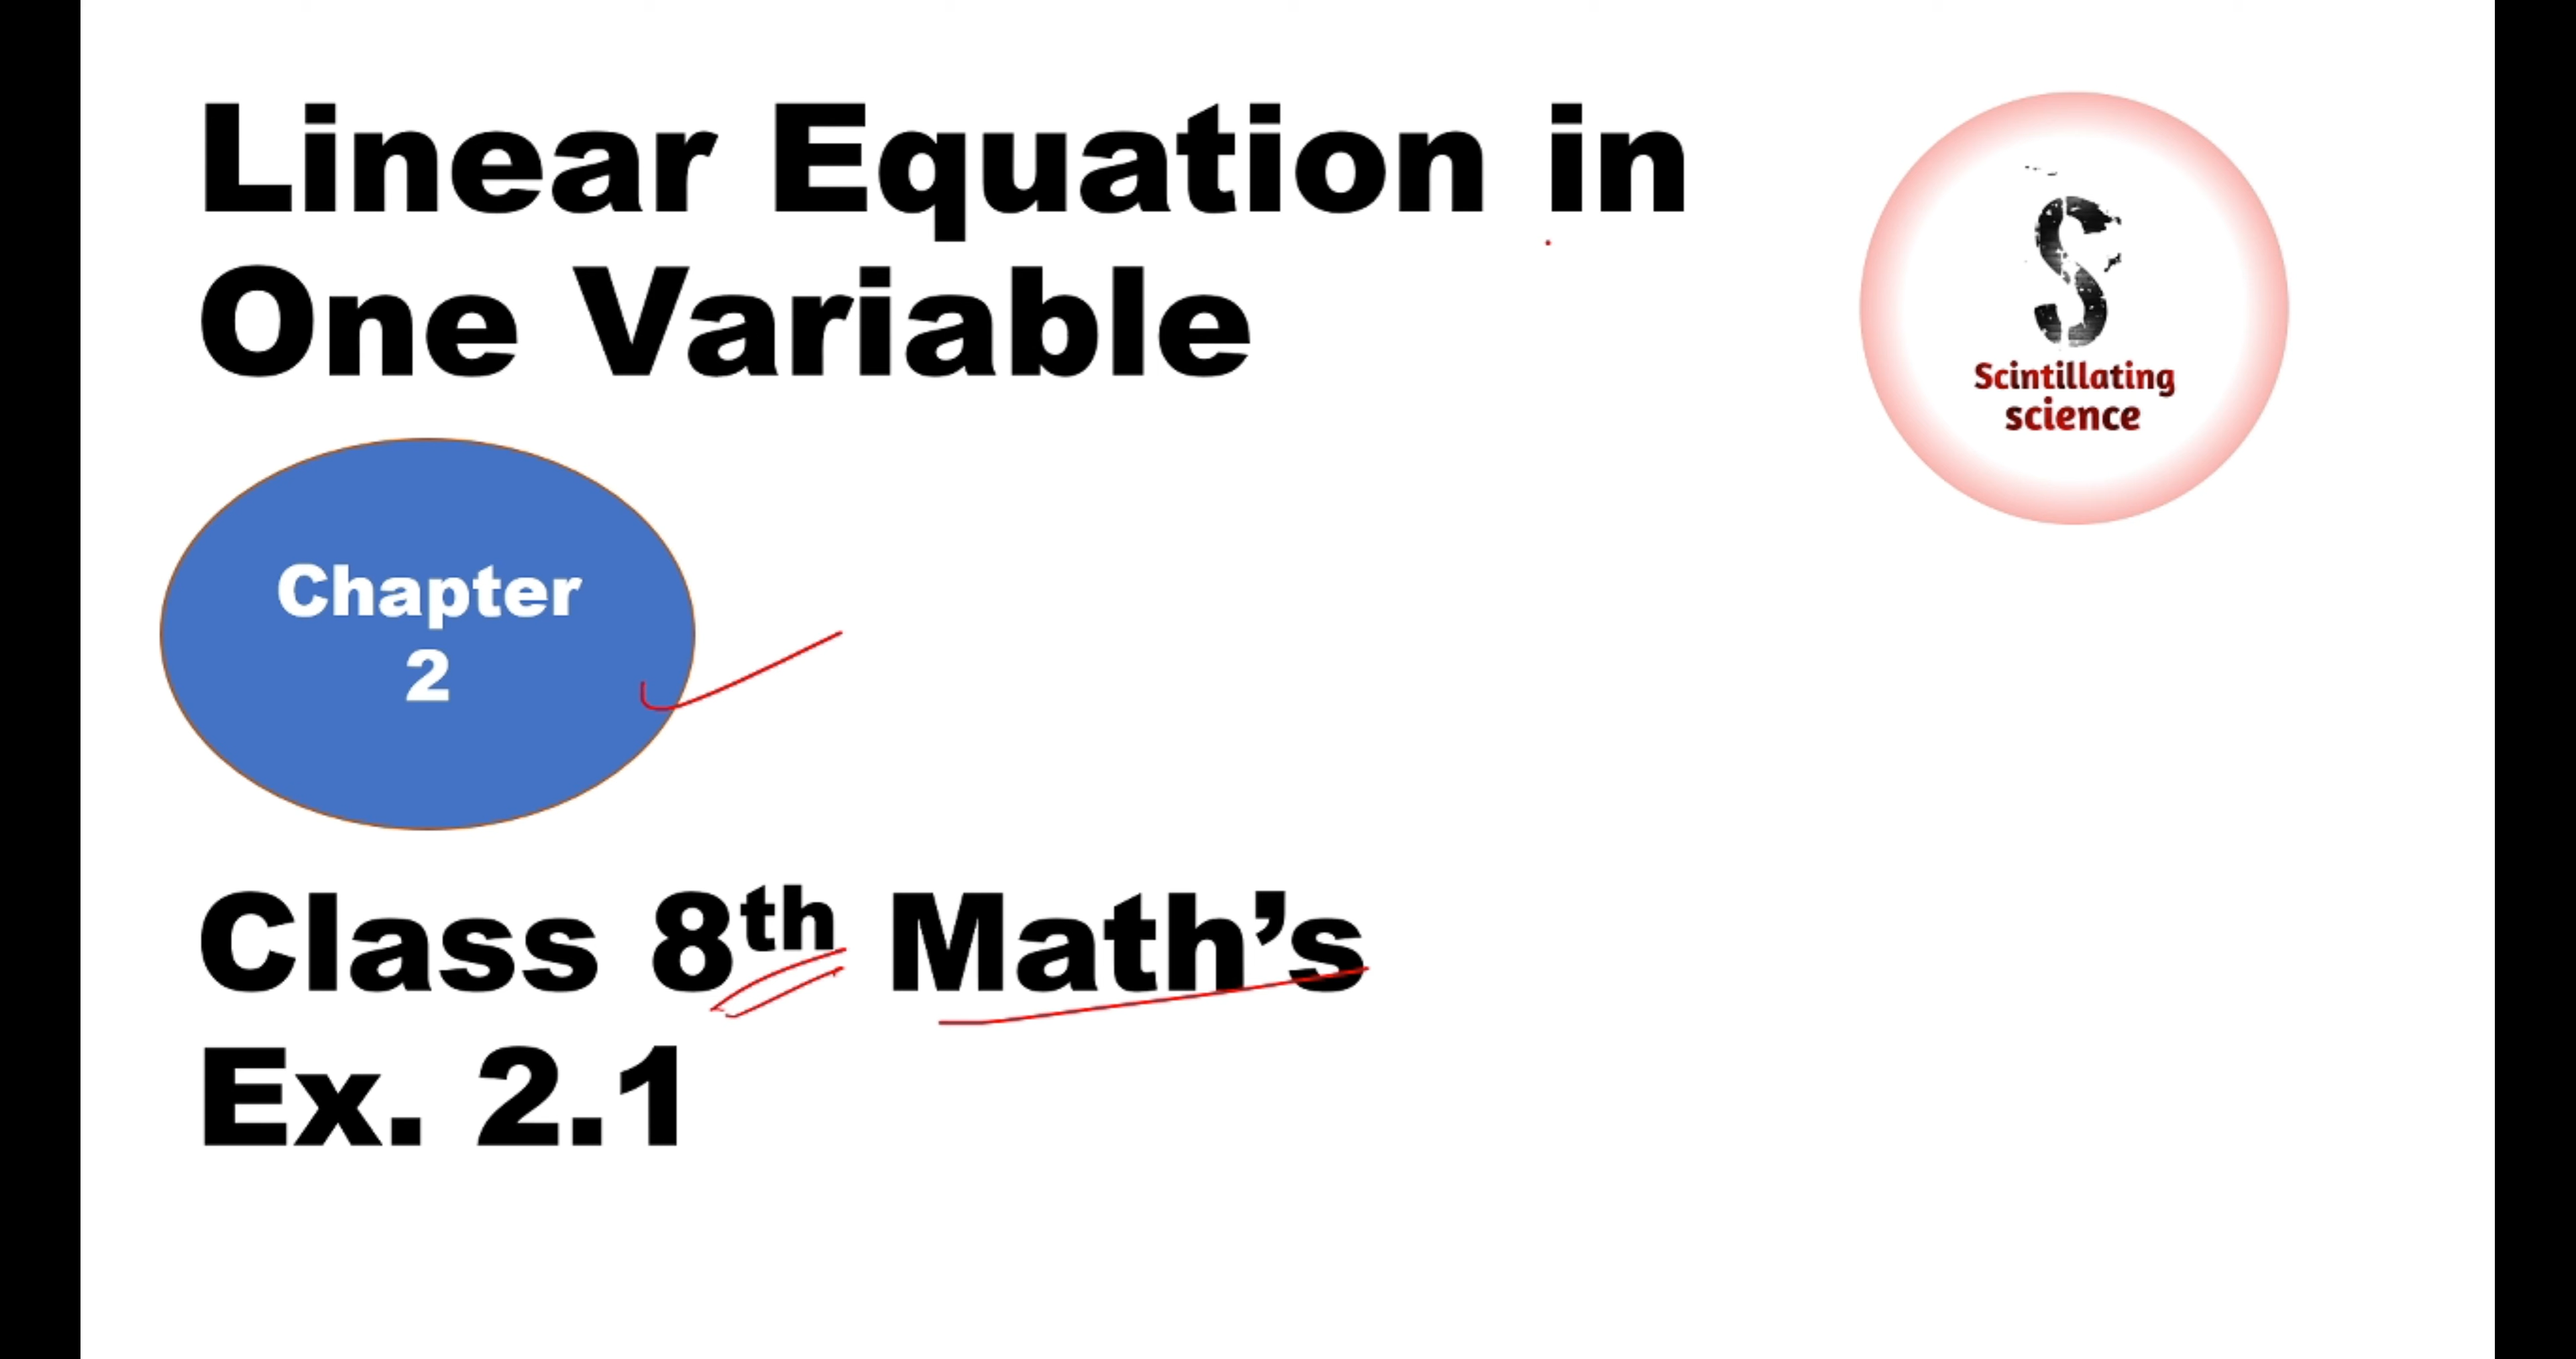 Linear Equation in
One Variable
Scintillating
science
Chapter
2
Class 8th Math’s
Ex. 2.1